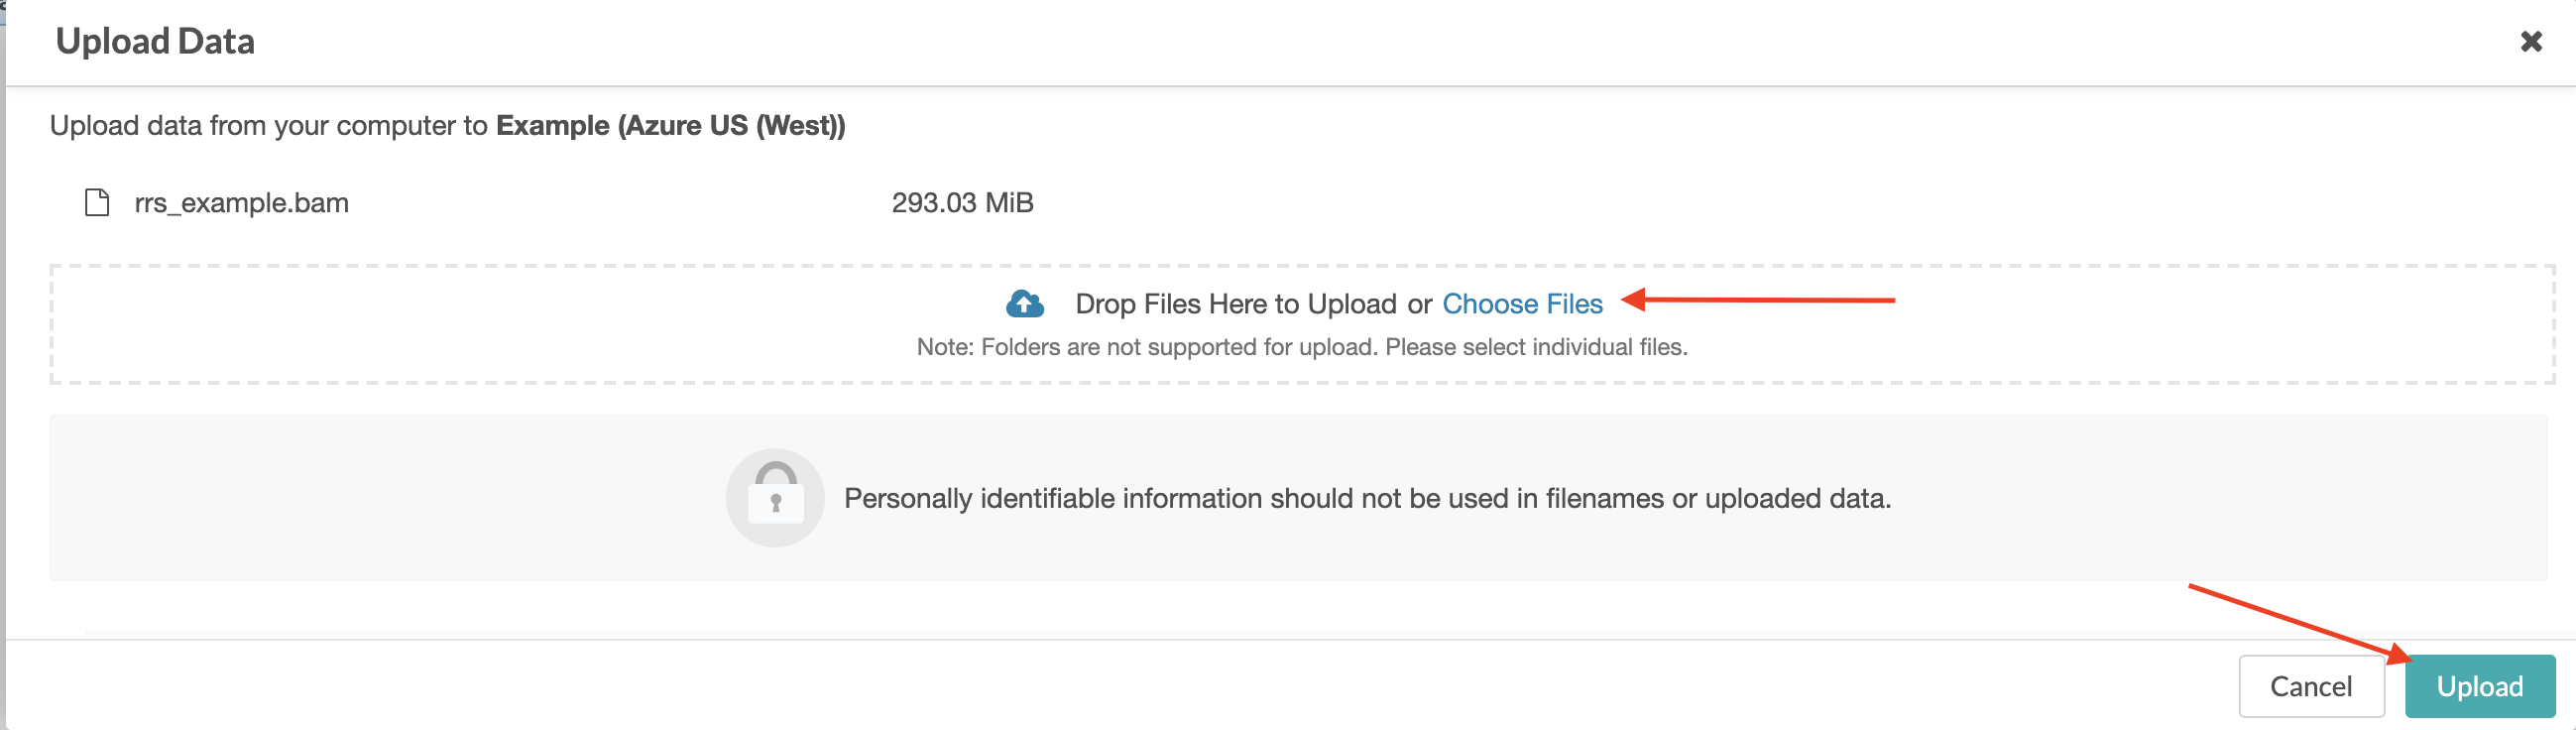 Upload Data
Upload data from your computer to Example (Azure US (West))
rrs_example.bam 293.03 MiB
Drop Files Here to Upload or Choose Files
Note: Folders are not supported for upload. Please select individual files.
Personally identifiable information should not be used in filenames or uploaded data.
Cancel Upload